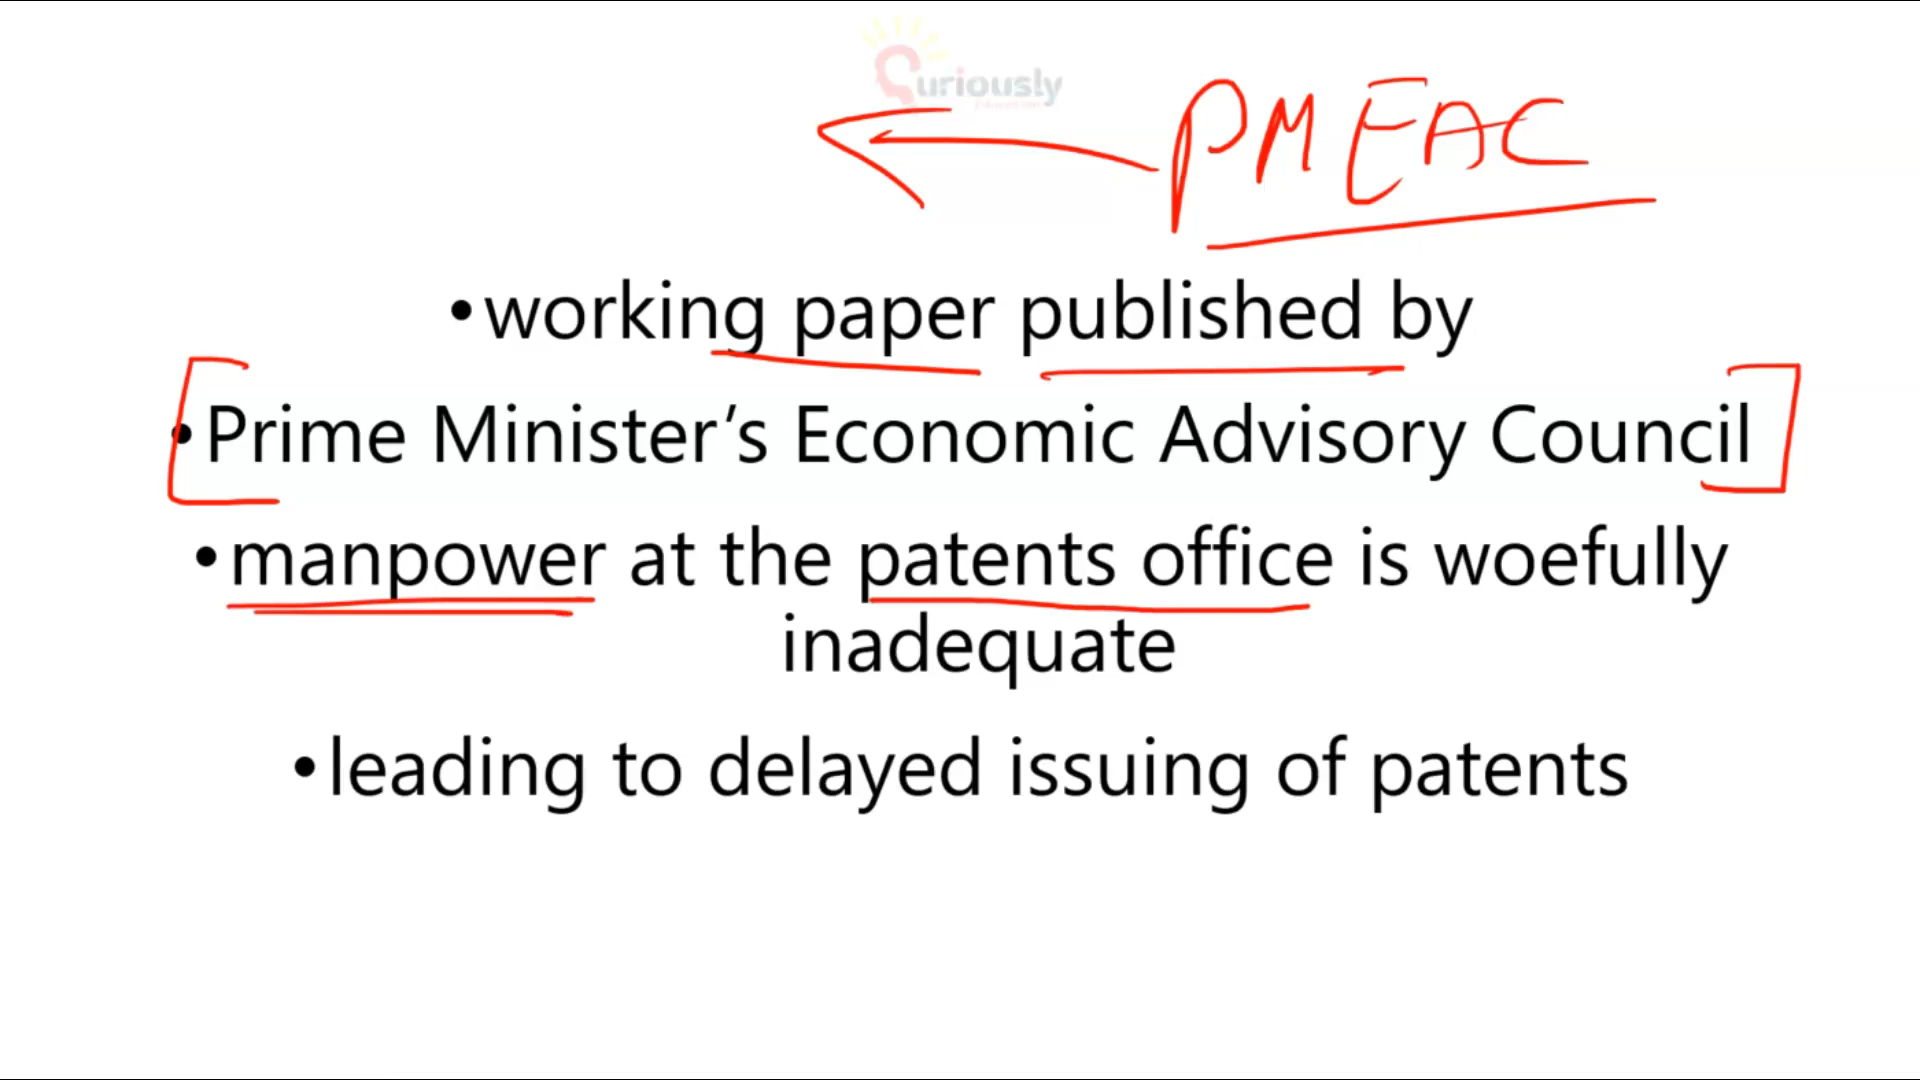 Curiously
PMEAC
•working paper published by
•Prime Minister’s Economic Advisory Council
•manpower at the patents office is woefully
inadequate
•leading to delayed issuing of patents